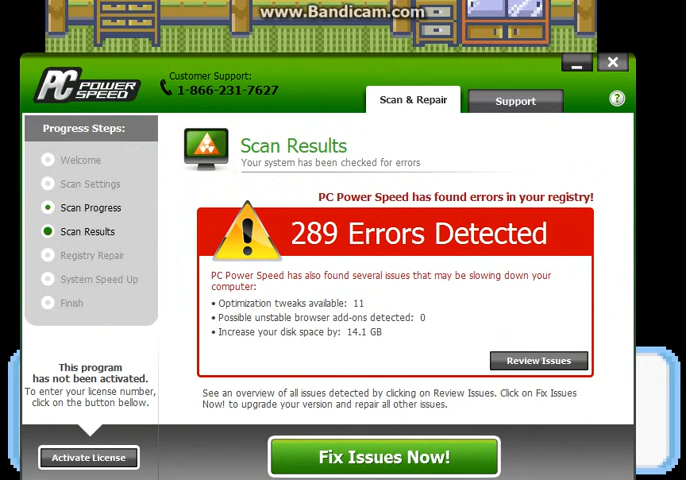 www.Bandicam.com
PC POWER SPEED
Customer Support:
1-866-231-7627
Scan & Repair
Support
?
Progress Steps:
Welcome
Scan Settings
Scan Progress
Scan Results
Registry Repair
System Speed Up
Finish
Scan Results
Your system has been checked for errors
PC Power Speed has found errors in your registry!
289 Errors Detected
PC Power Speed has also found several issues that may be slowing down your
computer:
• Optimization tweaks available: 11
• Possible unstable browser add-ons detected: 0
• Increase your disk space by: 14.1 GB
Review Issues
See an overview of all issues detected by clicking on Review Issues. Click on Fix Issues
Now! to upgrade your version and repair all other issues.
This program
has not been activated.
To enter your license number,
click on the button below.
Activate License
Fix Issues Now!